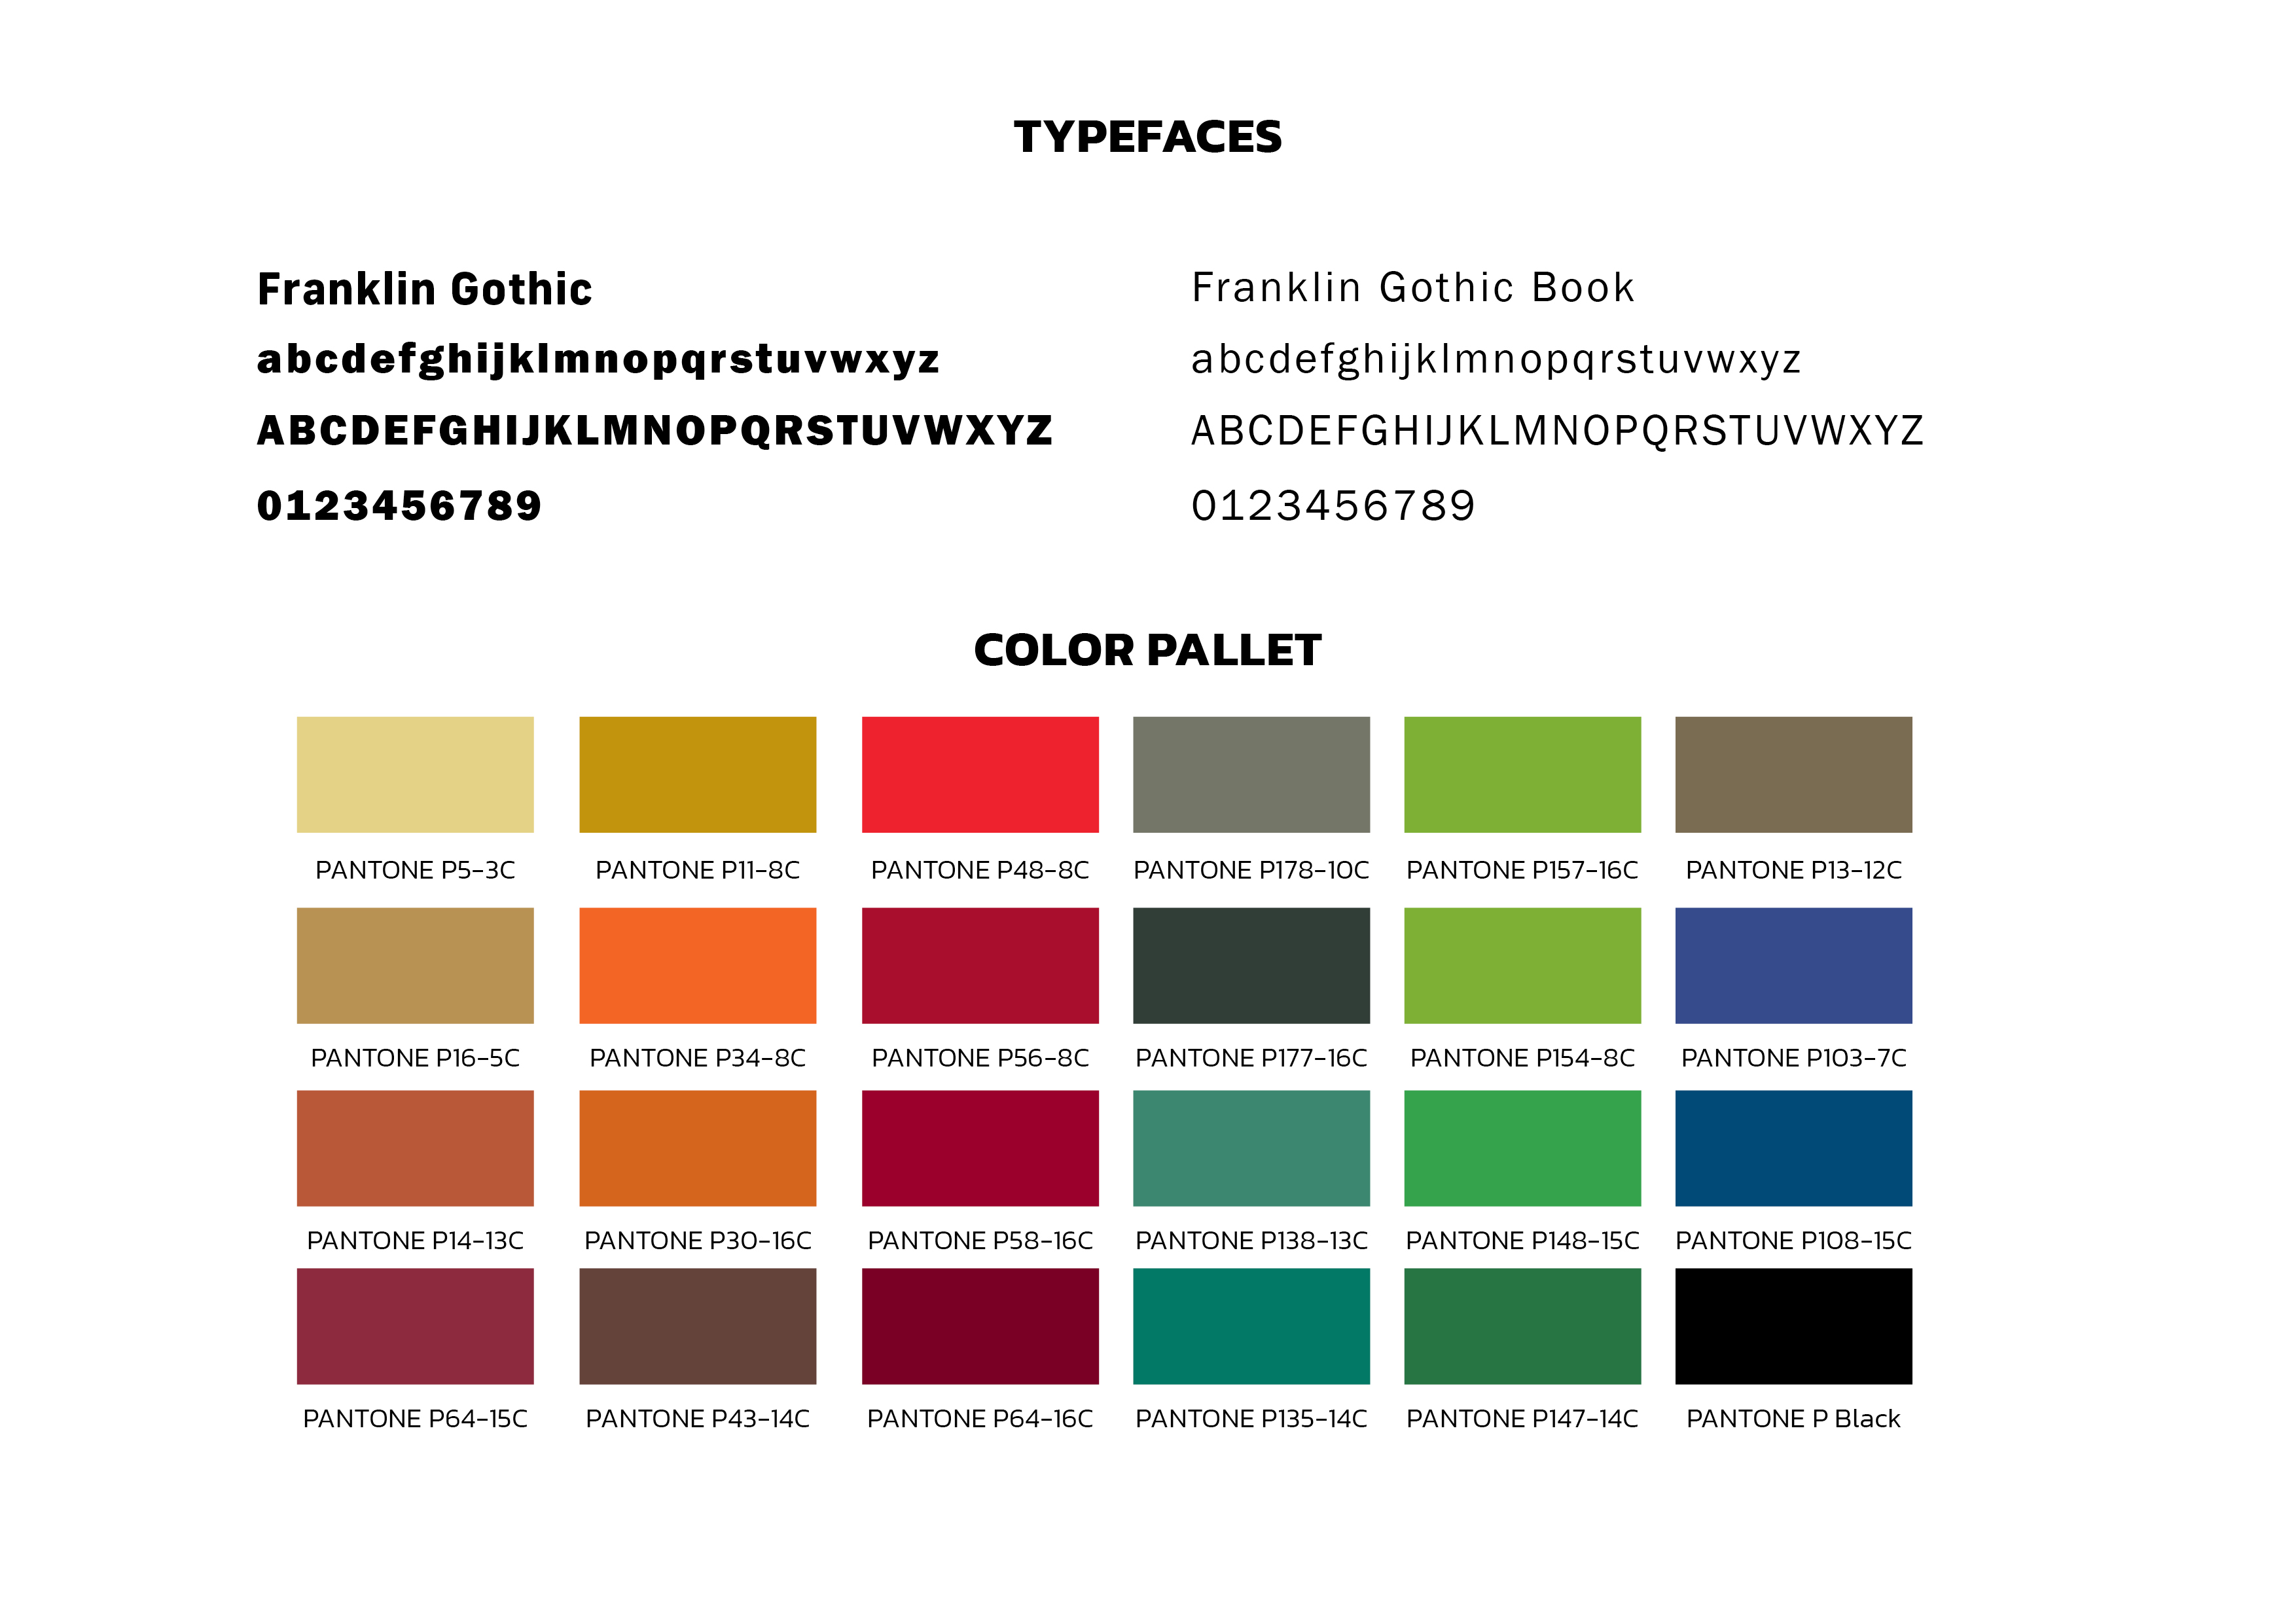 TYPEFACES
Franklin Gothic
abcdefghijklmnopqrstuvwxyz
ABCDEFGHIJKLMNOPQRSTUVWXYZ
0123456789
Franklin Gothic Book
abcdefghijklmnopqrstuvwxyz
ABCDEFGHIJKLMNOPQRSTUVWXYZ
0123456789
COLOR PALLET
PANTONE P5-3C PANTONE P11-8C PANTONE P48-8C PANTONE P178-10C PANTONE P157-16C PANTONE P13-12C
PANTONE P16-5C PANTONE P34-8C PANTONE P56-8C PANTONE P177-16C PANTONE P154-8C PANTONE P103-7C
PANTONE P14-13C PANTONE P30-16C PANTONE P58-16C PANTONE P138-13C PANTONE P148-15C PANTONE P108-15C
PANTONE P64-15C PANTONE P43-14C PANTONE P64-16C PANTONE P135-14C PANTONE P147-14C PANTONE P Black